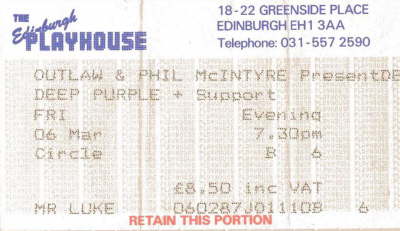 THE
Edinburgh
PLAYHOUSE
18-22 GREENSIDE PLACE
EDINBURGH EH1 3AA
Telephone: 031-557 2590
OUTLAW & PHIL McINTYRE PresentDE
DEEP PURPLE + Support
FRI Evening
06 Mar 7.30pm
Circle B 6
£8.50 inc VAT
MR LUKE 060287J01110B 6
RETAIN THIS PORTION